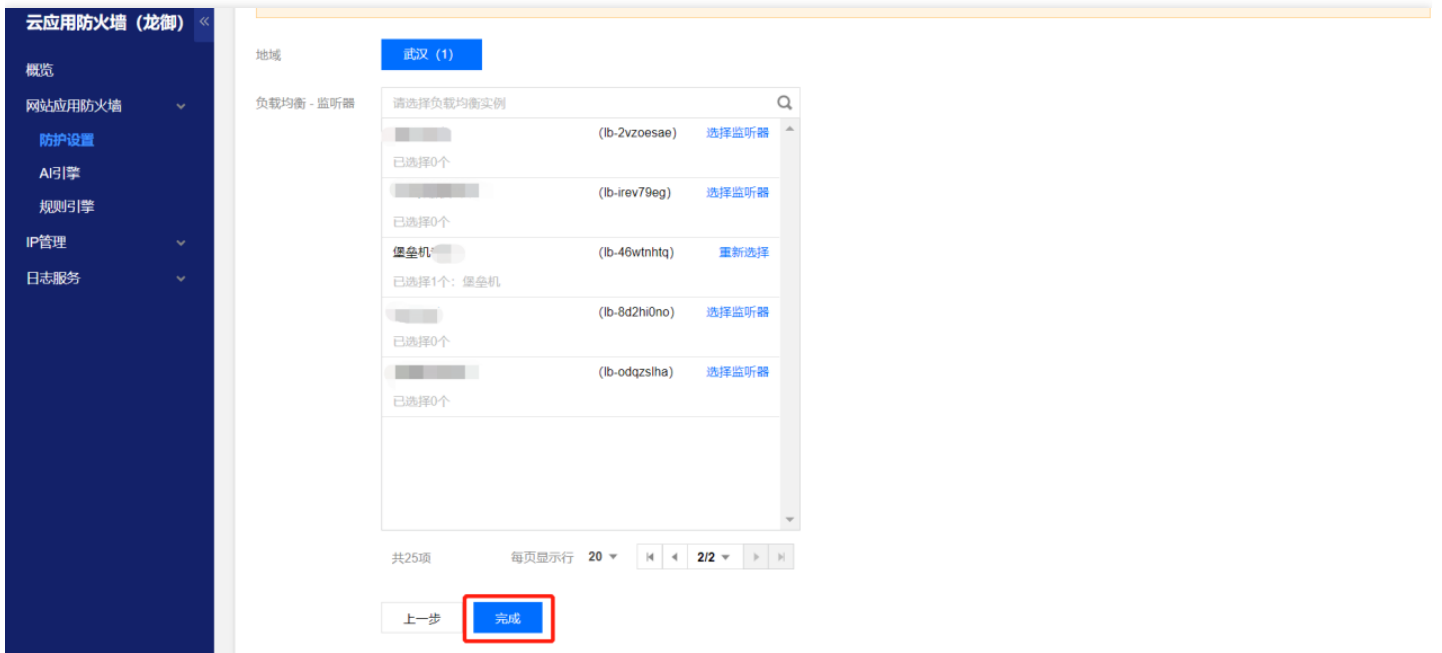 云应用防火墙（龙御） «
概览
网站应用防火墙
防护设置
AI引擎
规则引擎
IP管理
日志服务
地域 武汉（1）
负载均衡 - 监听器 请选择负载均衡实例
(lb-2vzoesae) 选择监听器
已选择0个
(lb-irev79eg) 选择监听器
已选择0个
堡垒机 (lb-46wtnhtq) 重新选择
已选择1个：堡垒机
(lb-8d2hi0no) 选择监听器
已选择0个
(lb-odqzslha) 选择监听器
已选择0个
共25项 每页显示行 20 2/2
上一步 完成